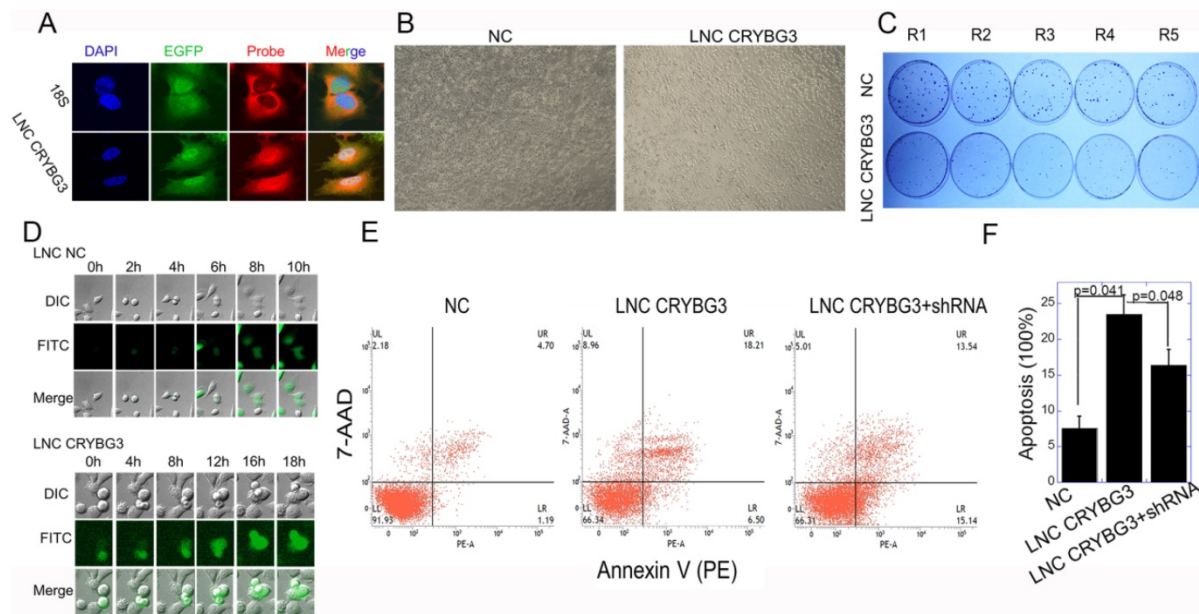 A
DAPI
EGFP
Probe
Merge
18S
LNC CRYBG3
B
NC
LNC CRYBG3
C
R1 R2 R3 R4 R5
NC
LNC CRYBG3
D
LNC NC
0h 2h 4h 6h 8h 10h
DIC
FITC
Merge
LNC CRYBG3
0h 4h 8h 12h 16h 18h
DIC
FITC
Merge
E
NC
LNC CRYBG3
LNC CRYBG3+shRNA
7-AAD
UL UR
2.18 4.70
LL LR
91.93 1.19
PE-A
UL UR
8.96 18.21
7-AAD-A
LL LR
66.34 6.50
PE-A
UL UR
5.01 13.54
7-AAD-A
LL LR
66.31 15.14
PE-A
Annexin V (PE)
F
p=0.041
p=0.048
Apoptosis (100%)
25
20
15
10
5
0
NC
LNC CRYBG3
LNC CRYBG3+shRNA